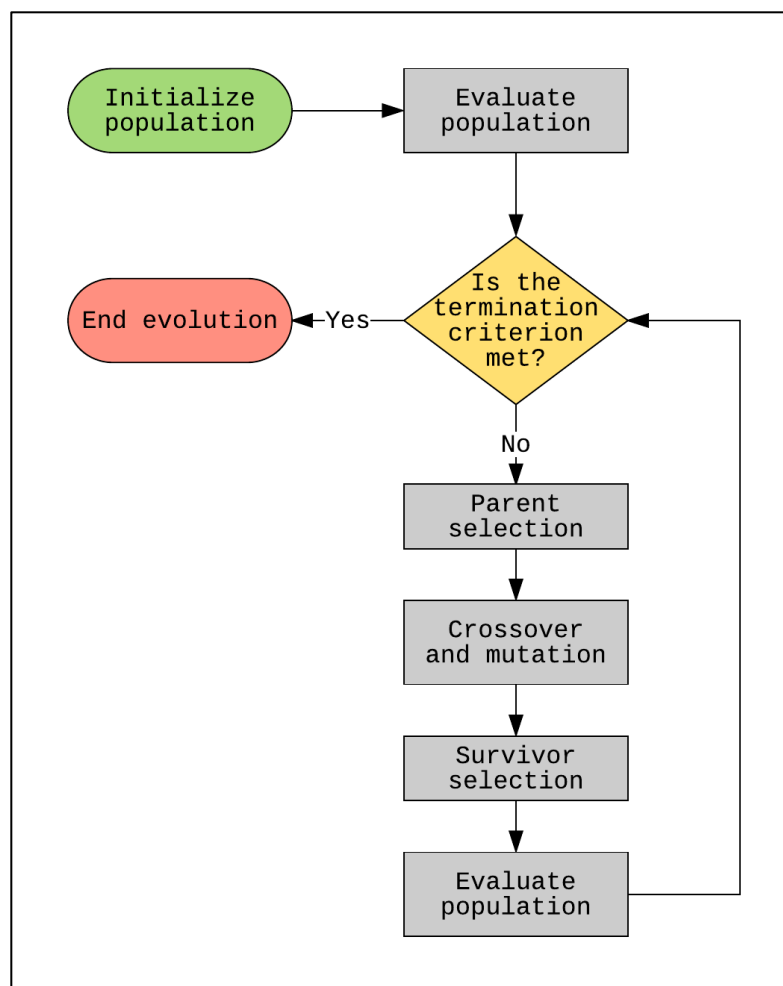 Initialize
population
Evaluate
population
Is the
termination
criterion
met?
Yes
End evolution
No
Parent
selection
Crossover
and mutation
Survivor
selection
Evaluate
population